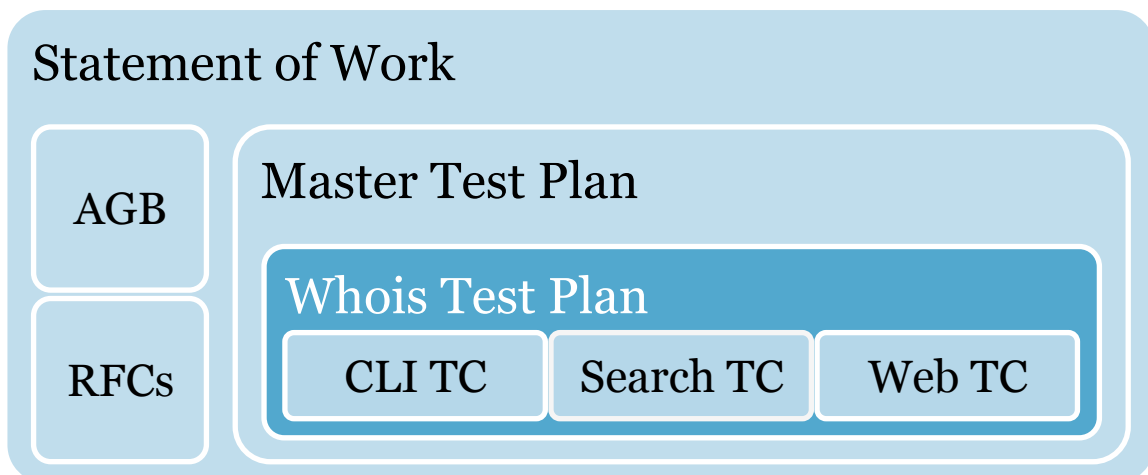 Statement of Work
AGB
RFCs
Master Test Plan
Whois Test Plan
CLI TC
Search TC
Web TC